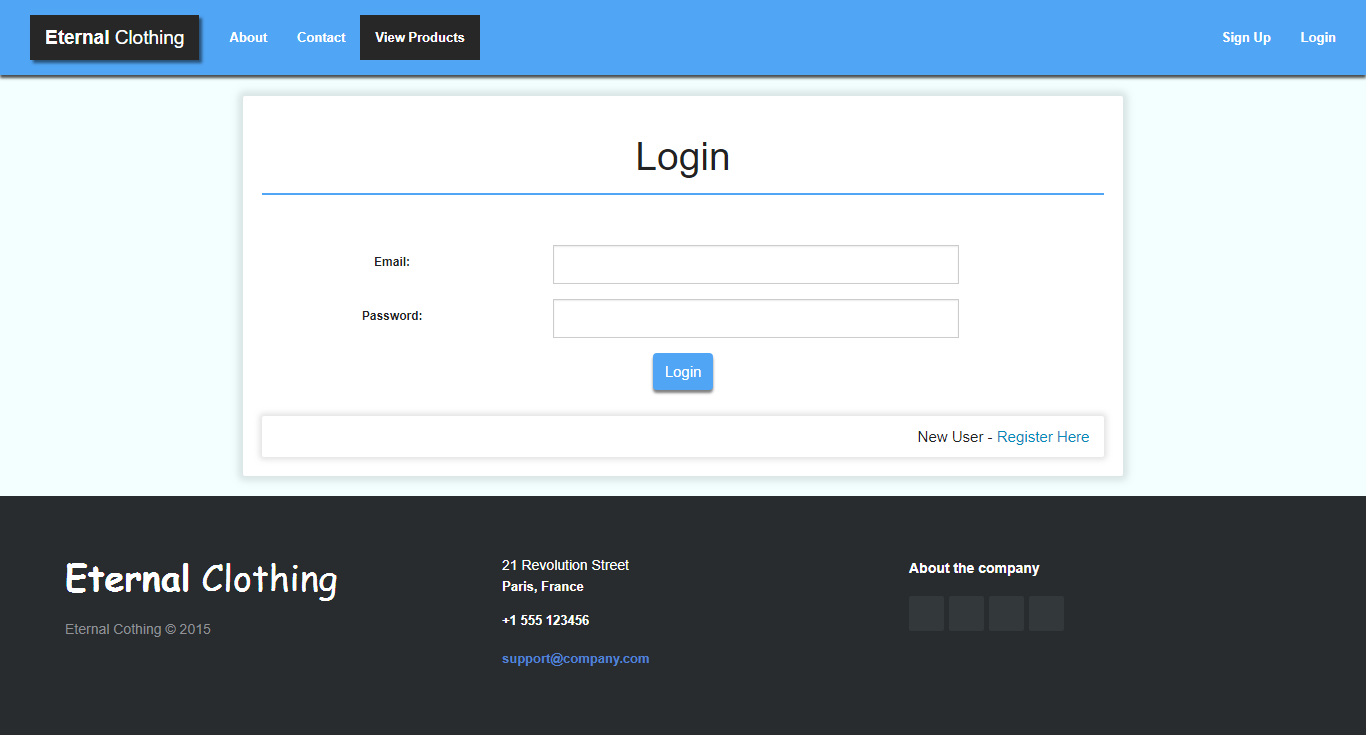 Eternal Clothing About Contact View Products Sign Up Login
Login
Email:
Password:
Login
New User - Register Here
Eternal Clothing
Eternal Cothing © 2015
21 Revolution Street
Paris, France
+1 555 123456
support@company.com
About the company